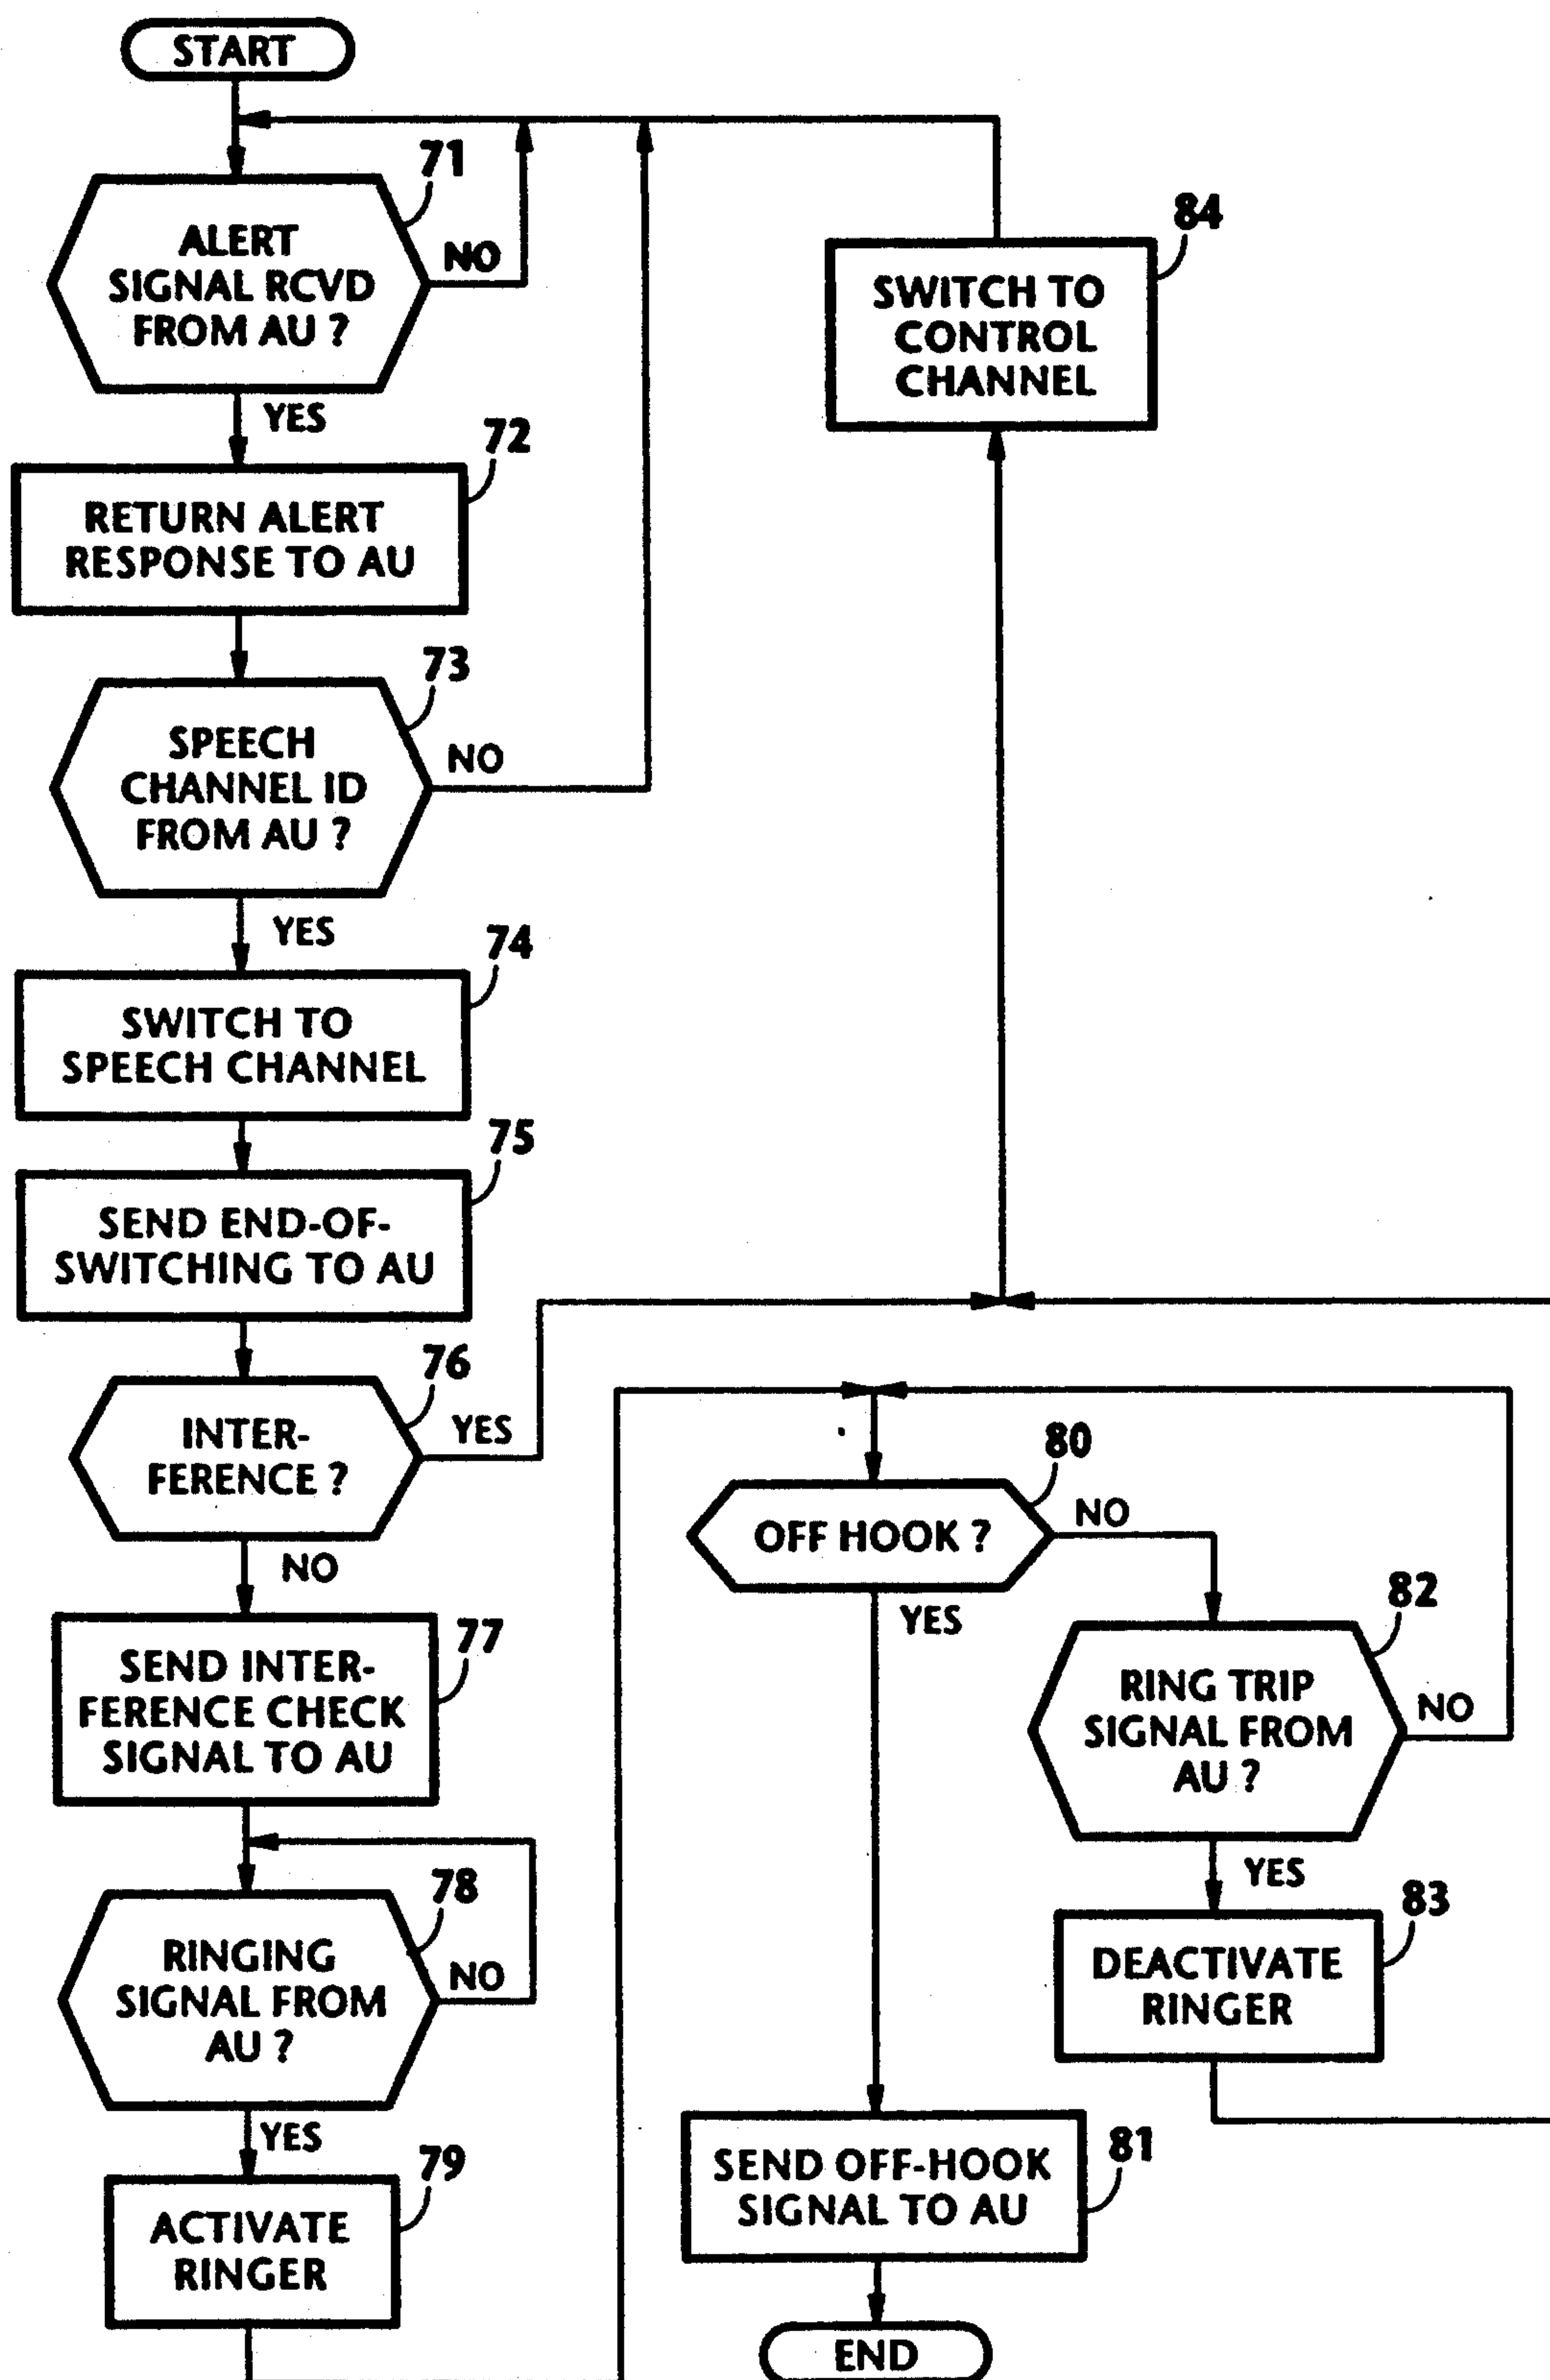 START
71
ALERT
SIGNAL RCVD
FROM AU ?
NO
YES
72
RETURN ALERT
RESPONSE TO AU
73
SPEECH
CHANNEL ID
FROM AU ?
NO
YES
74
SWITCH TO
SPEECH CHANNEL
75
SEND END-OF-
SWITCHING TO AU
76
INTER-
FERENCE ?
YES
NO
77
SEND INTER-
FERENCE CHECK
SIGNAL TO AU
78
RINGING
SIGNAL FROM
AU ?
NO
YES
79
ACTIVATE
RINGER
84
SWITCH TO
CONTROL
CHANNEL
80
OFF HOOK ?
NO
YES
82
RING TRIP
SIGNAL FROM
AU ?
NO
YES
83
DEACTIVATE
RINGER
81
SEND OFF-HOOK
SIGNAL TO AU
END